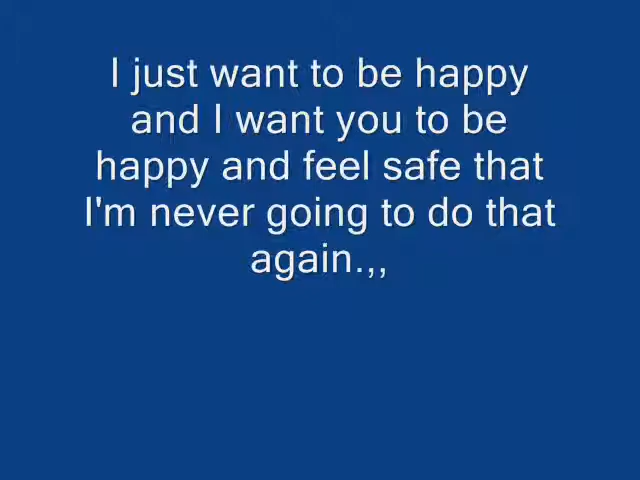 I just want to be happy
and I want you to be
happy and feel safe that
I'm never going to do that
again.,,